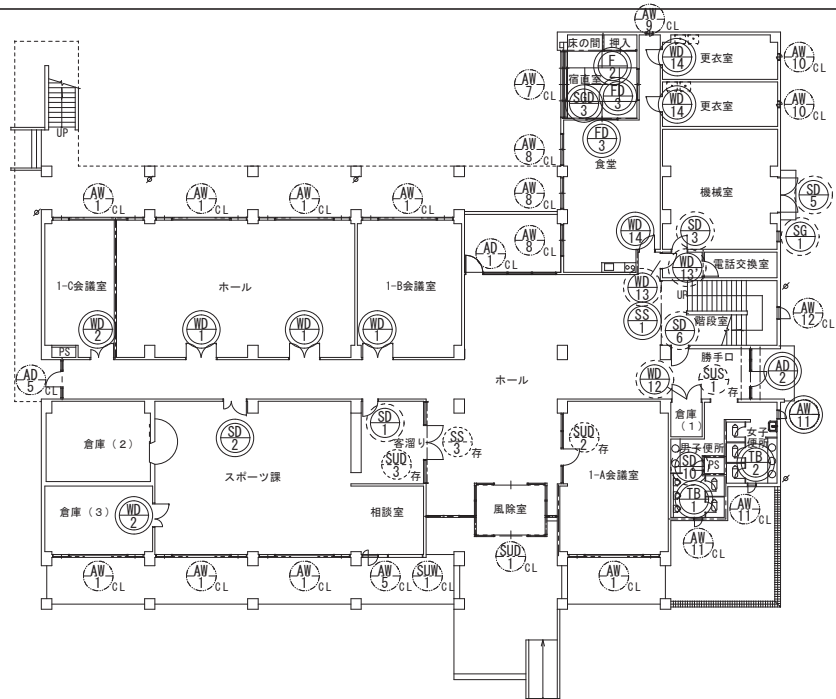 AW
9
CL
床の間
押入
F
2
宿直室
SGD
3
FD
3
AW
7
CL
WD
14
更衣室
AW
10
CL
WD
14
更衣室
AW
10
CL
UP
FD
3
食堂
AW
8
CL
機械室
SD
5
AW
1
CL
AW
1
CL
AW
1
CL
AW
1
CL
AW
8
CL
AW
8
CL
AD
1
CL
WD
14
SD
13
SG
1
電話交換室
WD
13'
WD
13
UP
1-C会議室
ホール
1-B会議室
SS
1
階段室
SD
6
AW
12
CL
WD
2
WD
1
WD
1
WD
1
PS
AD
5
CL
ホール
勝手口
SUS
1
存
WD
12
AD
2
倉庫(2)
SD
2
SD
1
客溜り
SUD
3
存
SS
3
存
SUD
2
存
倉庫
(1)
AW
11
女子
便所
男子便所
SD
10
PS
TB
2
スポーツ課
1-A会議室
倉庫(3)
WD
2
相談室
風除室
TB
1
AW
11
CL
AW
11
CL
SUD
1
CL
AW
1
CL
AW
1
CL
AW
1
CL
AW
5
CL
SUW
1
CL
AW
1
CL